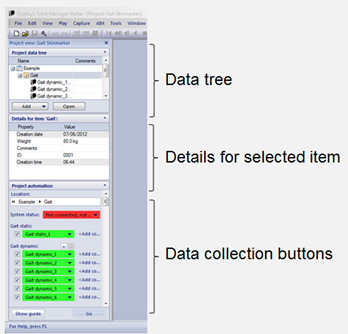 Qualisys Track Manager Alpha - [Project: Gait Skinmarker]
File Edit View Play Capture AIM Tools Window
Project view: Gait Skinmarker
Project data tree
Name Comments
Example
Gait
Gait dynamic_1...
Gait dynamic_2...
Gait dynamic_3...
Add Open
Data tree
Details for item 'Gait'
Property Value
Creation date 07/06/2012
Weight 80.0 kg
Comments
ID 0001
Creation time 06:44
Details for selected item
Project automation
Location:
Example Gait
System status: Not connected, not ...
Gait static
Gait static_1 +Add co...
Gait dynamic
Gait dynamic_1 +Add co...
Gait dynamic_2 +Add co...
Gait dynamic_3 +Add co...
Gait dynamic_4 +Add co...
Gait dynamic_5 +Add co...
Gait dynamic_6 +Add co...
Data collection buttons
Show guide Go
For Help, press F1